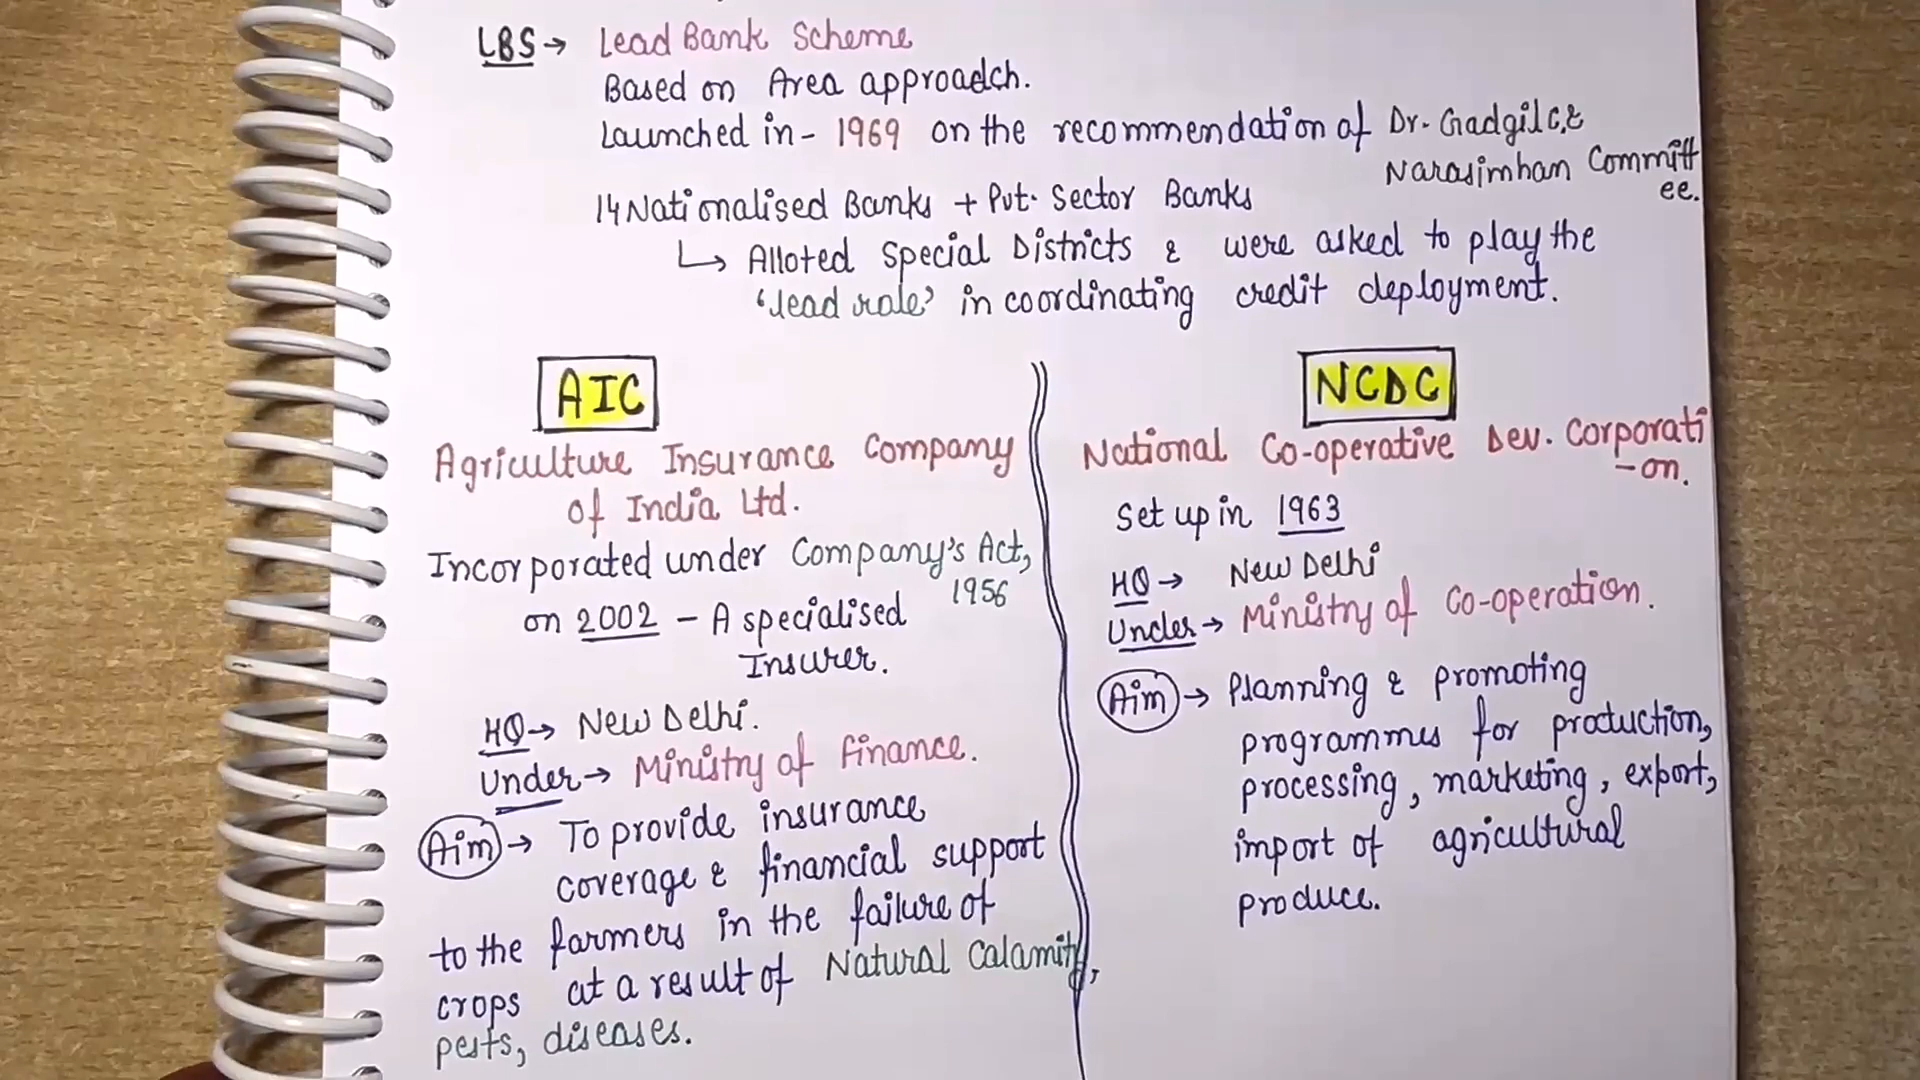 LBS → Lead Bank Scheme
Based on Area approadch.
Launched in - 1969 on the recommendation of Dr. Gadgil C, &
Narasimhan Committ
ee.
14 Nationalised Banks + Pvt. Sector Banks
↳ Alloted Special Districts & were asked to play the
'lead role' in coordinating credit deployment.
AIC
Agriculture Insurance Company
of India Ltd.
Incorporated under Company's Act,
1956
on 2002 - A specialised
Insurer.
HQ → New Delhi.
Under → Ministry of Finance.
Aim → To provide insurance
coverage & financial support
to the farmers in the failure of
crops at a result of Natural Calamity,
pests, diseases.
NCDC
National Co-operative Dev. Corporati
-on.
Set up in 1963
HQ → New Delhi
Under → Ministry of Co-operation.
Aim → Planning & promoting
programmes for production,
processing, marketing, export,
import of agricultural
produce.